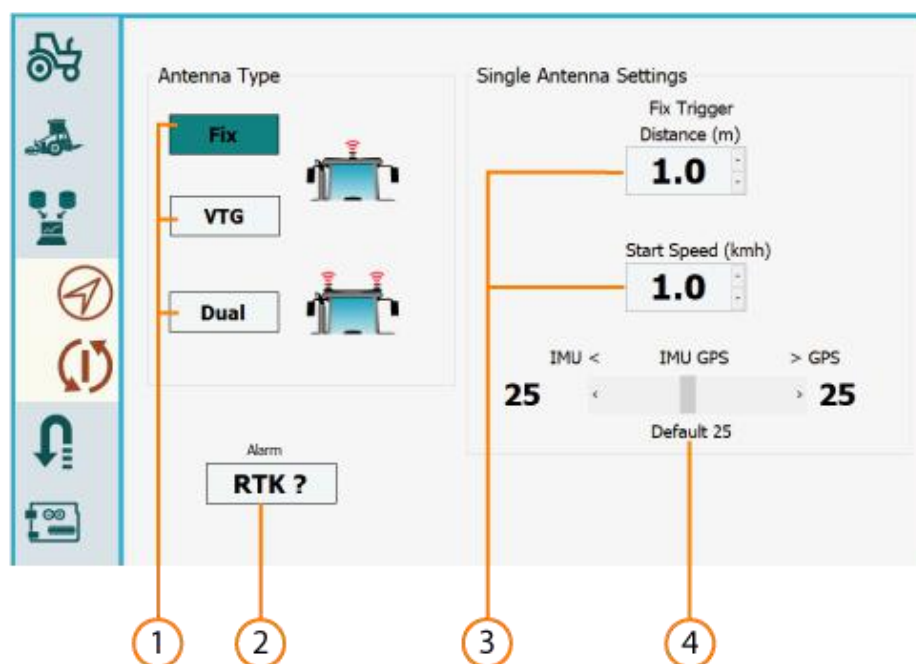 Antenna Type
Fix
VTG
Dual
Alarm
RTK ?
Single Antenna Settings
Fix Trigger
Distance (m)
1.0
Start Speed (kmh)
1.0
IMU < IMU GPS > GPS
25 < > 25
Default 25
1 2 3 4